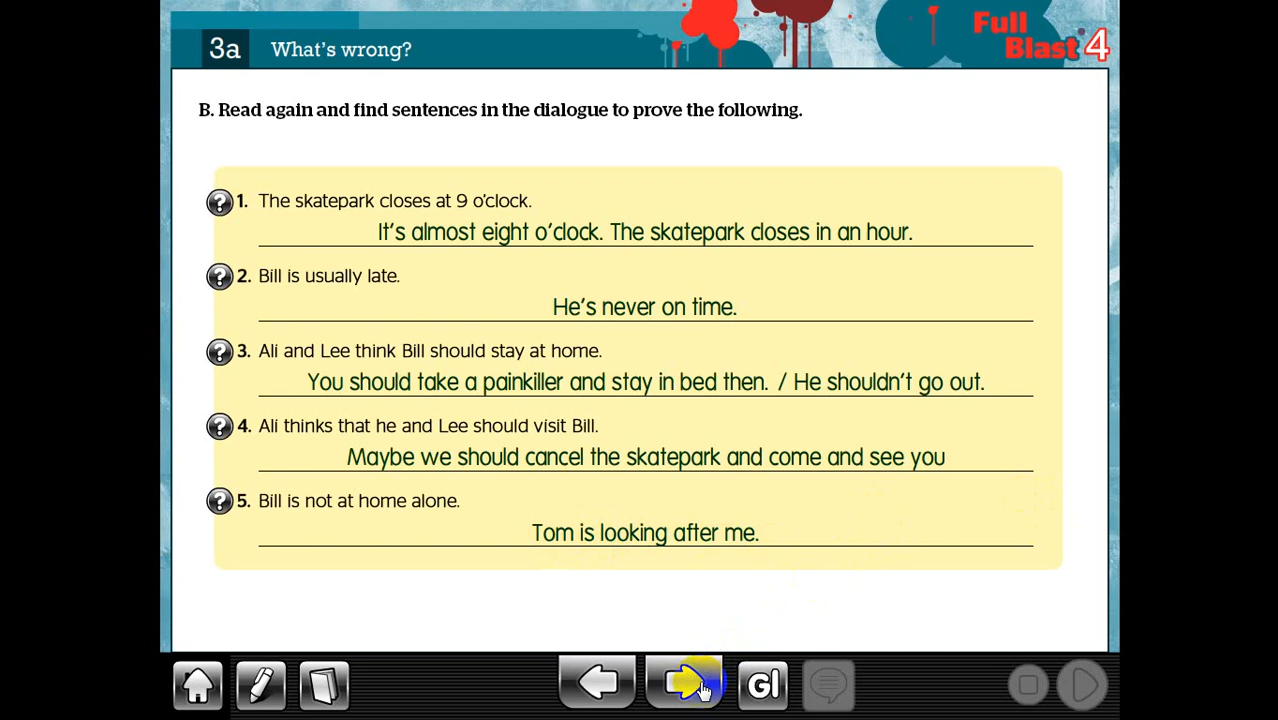 3a What's wrong?
Full
Blast 4
B. Read again and find sentences in the dialogue to prove the following.
? 1. The skatepark closes at 9 o'clock.
It's almost eight o'clock. The skatepark closes in an hour.
? 2. Bill is usually late.
He's never on time.
? 3. Ali and Lee think Bill should stay at home.
You should take a painkiller and stay in bed then. / He shouldn't go out.
? 4. Ali thinks that he and Lee should visit Bill.
Maybe we should cancel the skatepark and come and see you
? 5. Bill is not at home alone.
Tom is looking after me.
Gl